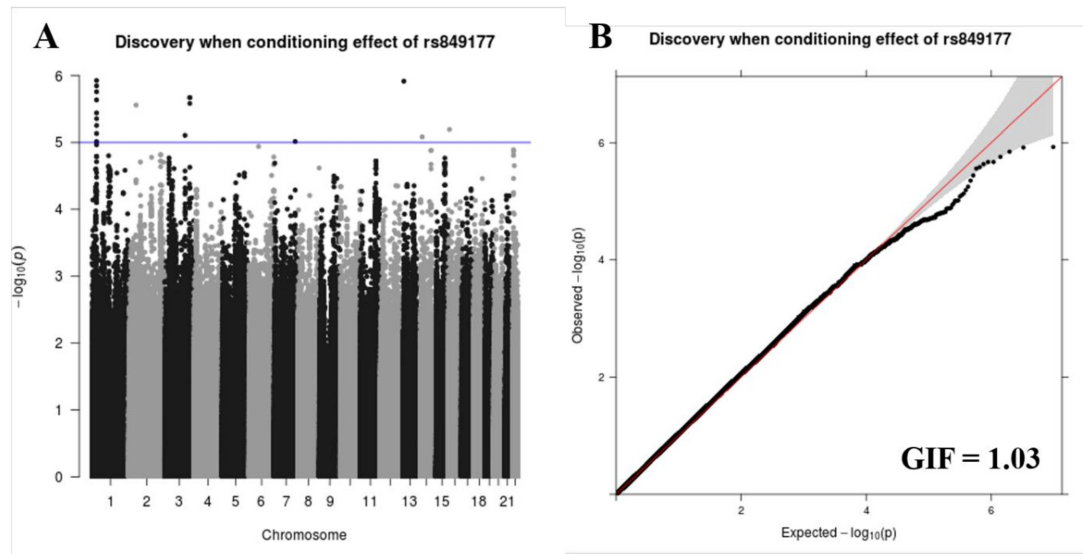 A
Discovery when conditioning effect of rs849177
6
5
4
3
2
1
0
− log10(p)
1 2 3 4 5 6 7 8 9 11 13 15 18 21
Chromosome
B
Discovery when conditioning effect of rs849177
6
4
2
Observed − log10(p)
GIF = 1.03
2 4 6
Expected − log10(p)